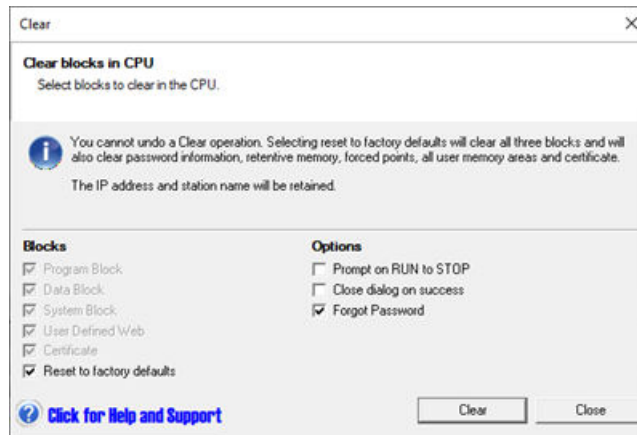 Clear
Clear blocks in CPU
Select blocks to clear in the CPU.
You cannot undo a Clear operation. Selecting reset to factory defaults will clear all three blocks and will
also clear password information, retentive memory, forced points, all user memory areas and certificate.
The IP address and station name will be retained.
Blocks
Program Block
Data Block
System Block
User Defined Web
Certificate
Reset to factory defaults
Options
Prompt on RUN to STOP
Close dialog on success
Forgot Password
Click for Help and Support
Clear
Close